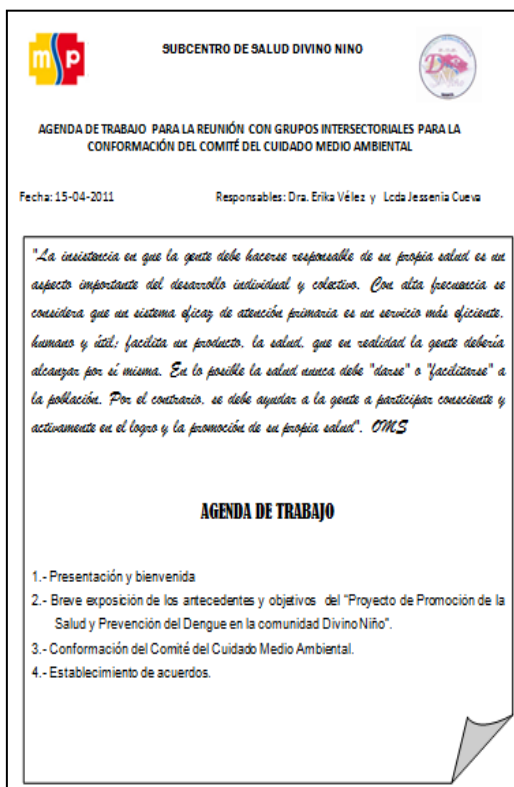 msp
SUBCENTRO DE SALUD DIVINO NINO
AGENDA DE TRABAJO PARA LA REUNIÓN CON GRUPOS INTERSECTORIALES PARA LA
CONFORMACIÓN DEL COMITÉ DEL CUIDADO MEDIO AMBIENTAL
Fecha: 15-04-2011 Responsables: Dra. Erika Vélez y Lcda Jessenia Cueva
"La insistencia en que la gente debe hacerse responsable de su propia salud es un
aspecto importante del desarrollo individual y colectivo. Con alta frecuencia se
considera que un sistema eficaz de atención primaria es un servicio más eficiente,
humano y útil; facilita un producto, la salud, que en realidad la gente debería
alcanzar por sí misma. En lo posible la salud nunca debe "darse" o "facilitarse" a
la población. Por el contrario, se debe ayudar a la gente a participar consciente y
activamente en el logro y la promoción de su propia salud". OMS
AGENDA DE TRABAJO
1.- Presentación y bienvenida
2.- Breve exposición de los antecedentes y objetivos del "Proyecto de Promoción de la
Salud y Prevención del Dengue en la comunidad Divino Niño".
3.- Conformación del Comité del Cuidado Medio Ambiental.
4.- Establecimiento de acuerdos.